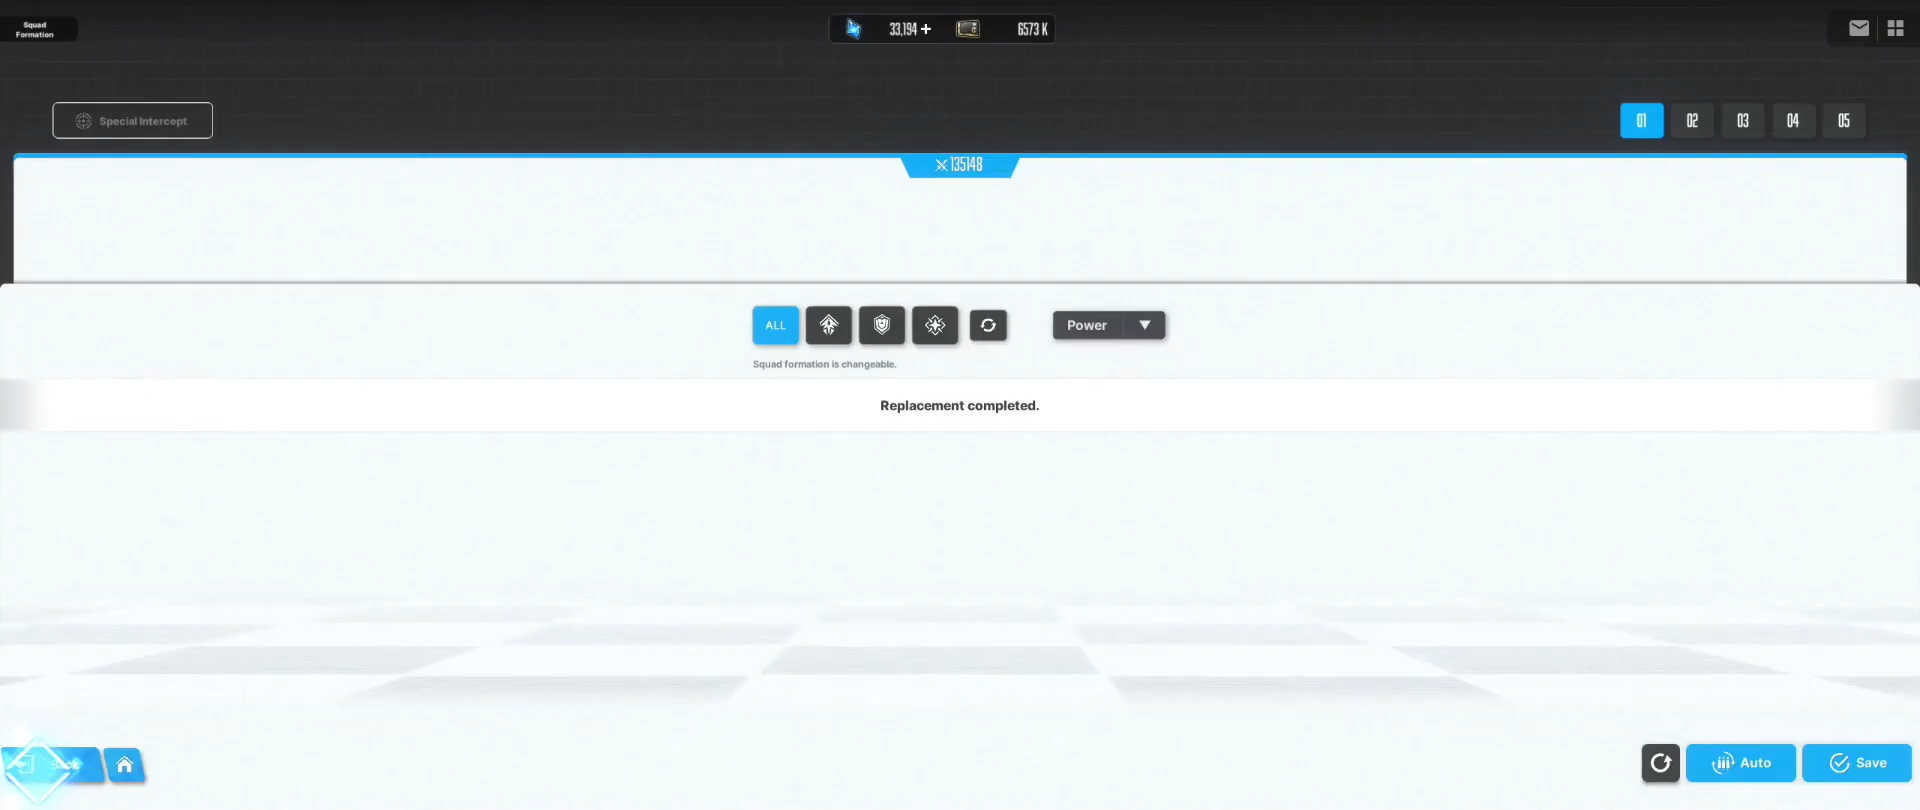 Squad
Formation
33,194 +
6573 K
Special Intercept
01
02
03
04
05
135148
ALL
Power
Squad formation is changeable.
Replacement completed.
Back
Auto
Save